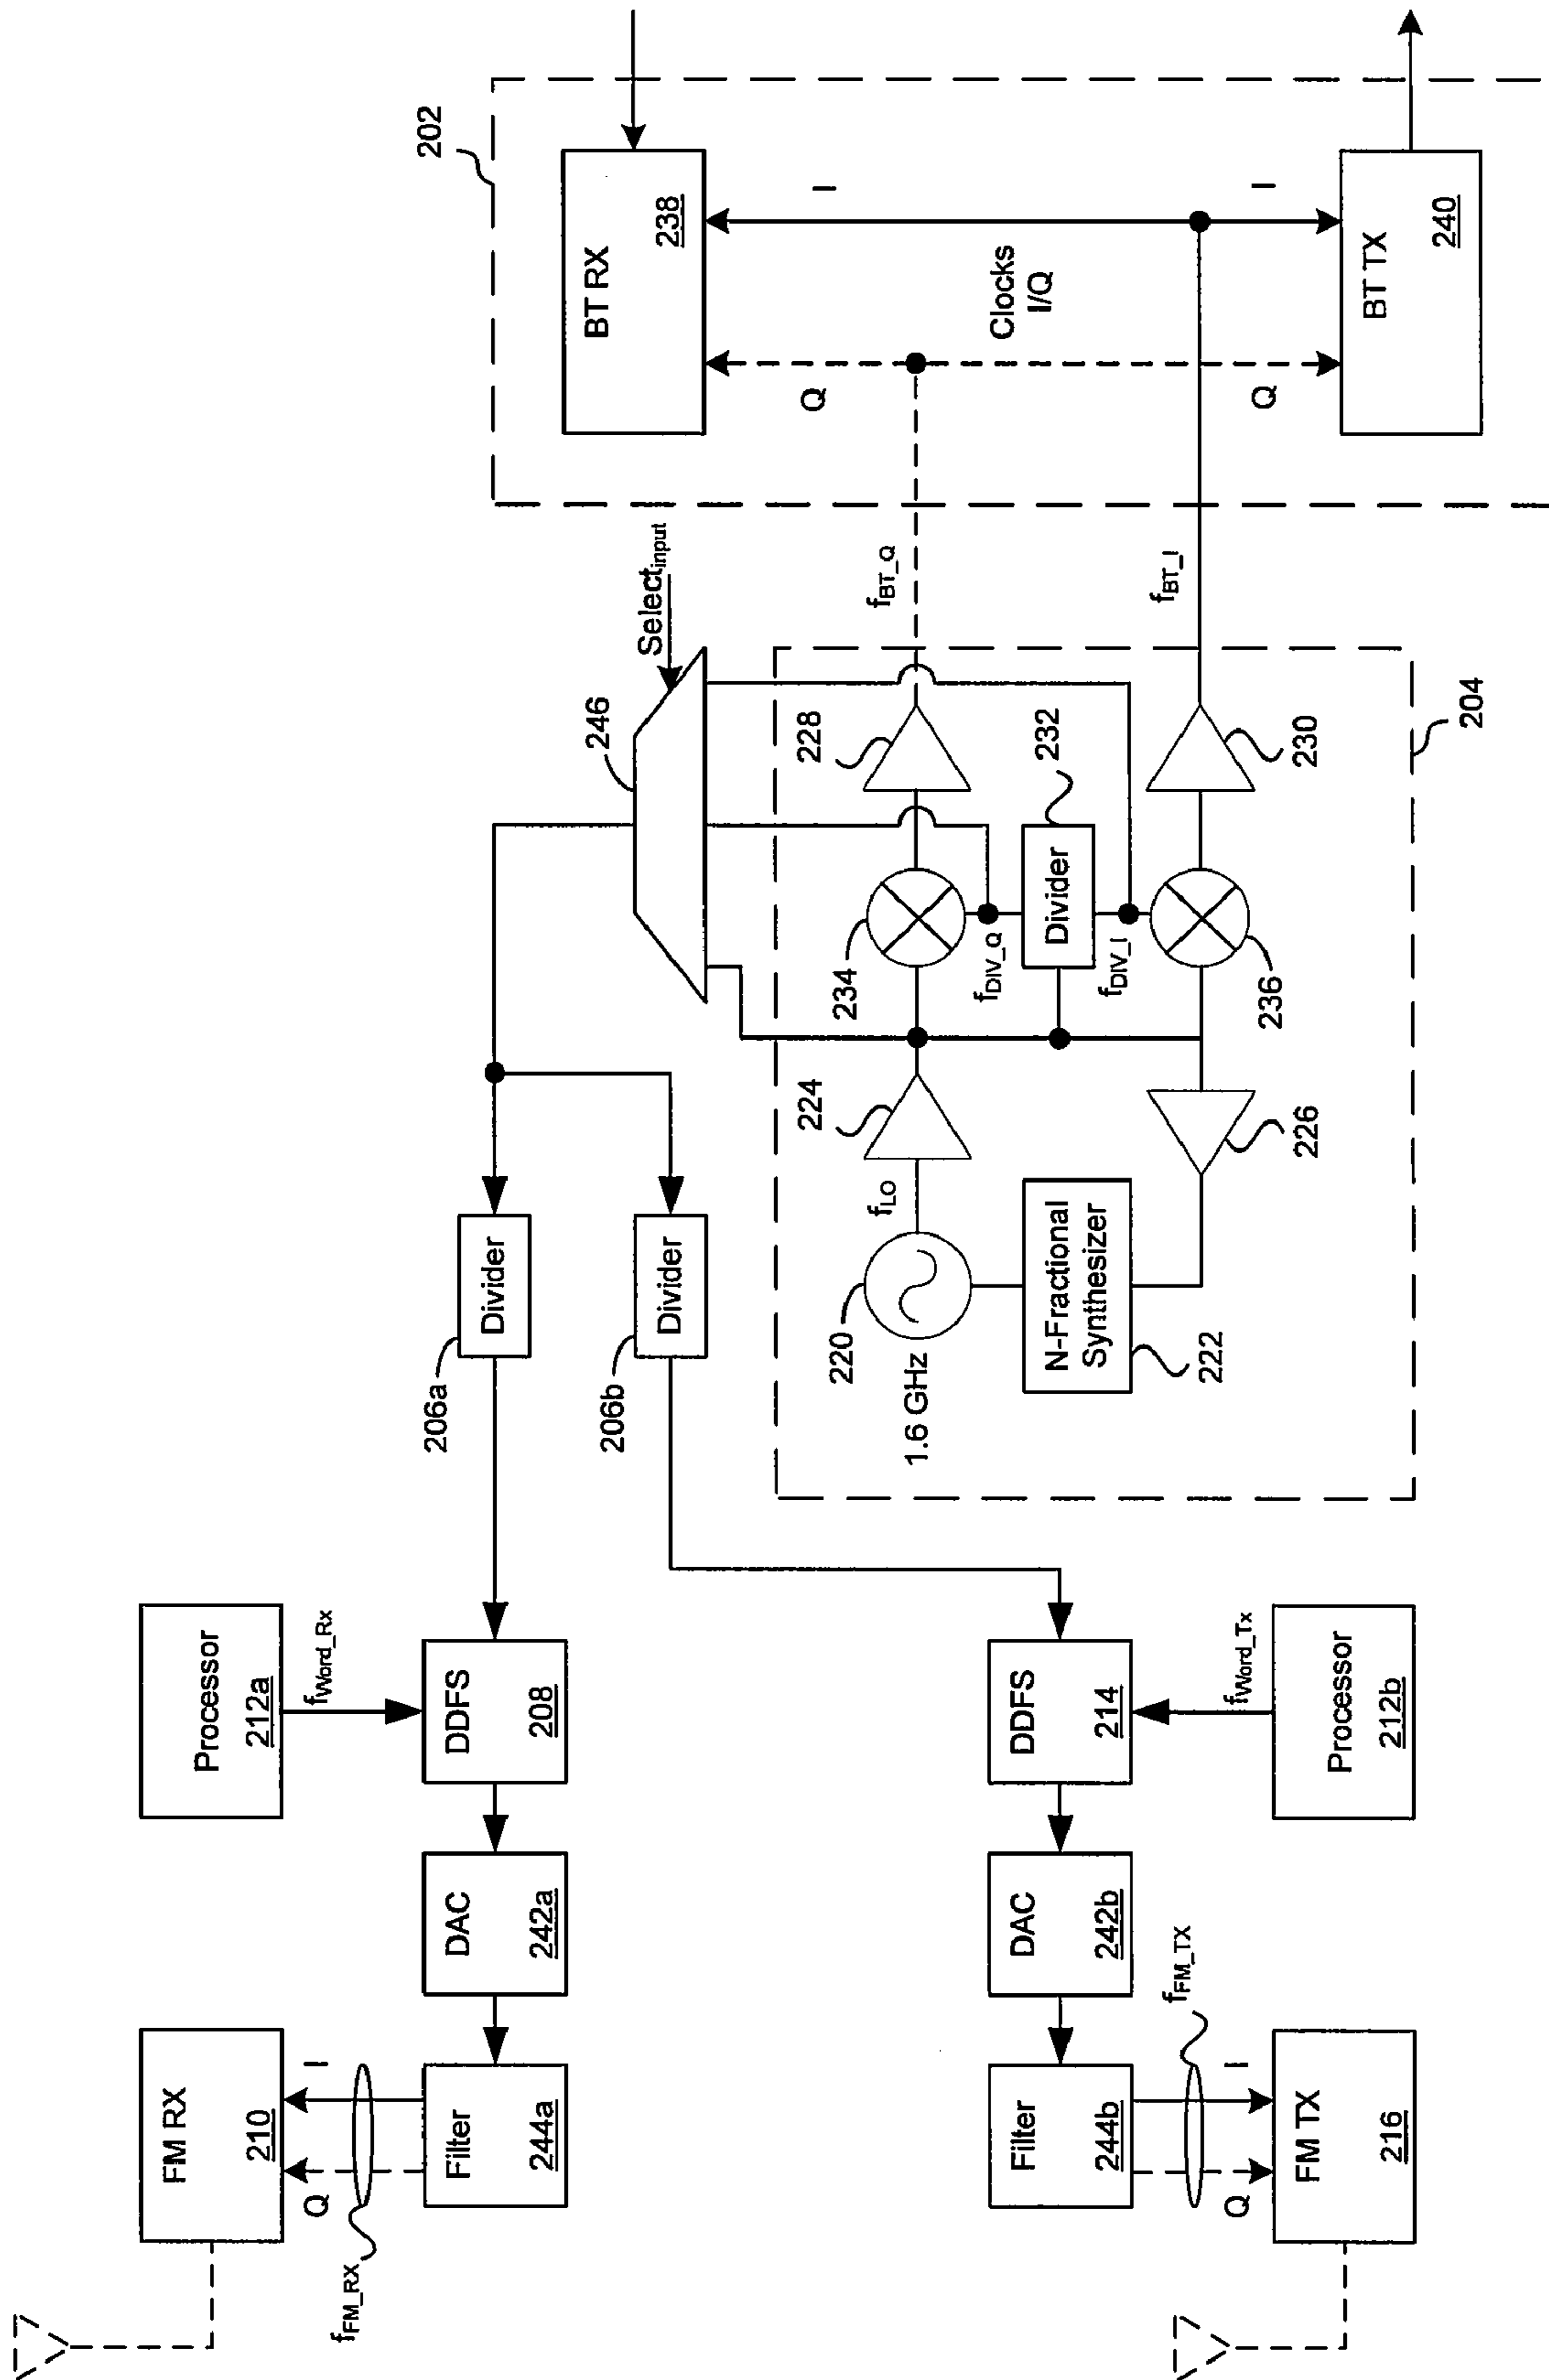 202
BT RX
238
I
Q
Clocks
I/Q
I
Q
BT TX
240
Select_input
246
f_BT_Q
f_BT_I
228
232
Divider
230
204
234
f_DIV_Q
f_DIV_I
236
224
226
f_LO
220
1.6 GHz
N-Fractional
Synthesizer
222
Divider
206a
Divider
206b
Processor
212a
f_Word_Rx
DDFS
208
DAC
242a
Filter
244a
I
Q
f_FM_RX
FM RX
210
DDFS
214
f_Word_Tx
Processor
212b
DAC
242b
Filter
244b
f_FM_TX
I
Q
FM TX
216